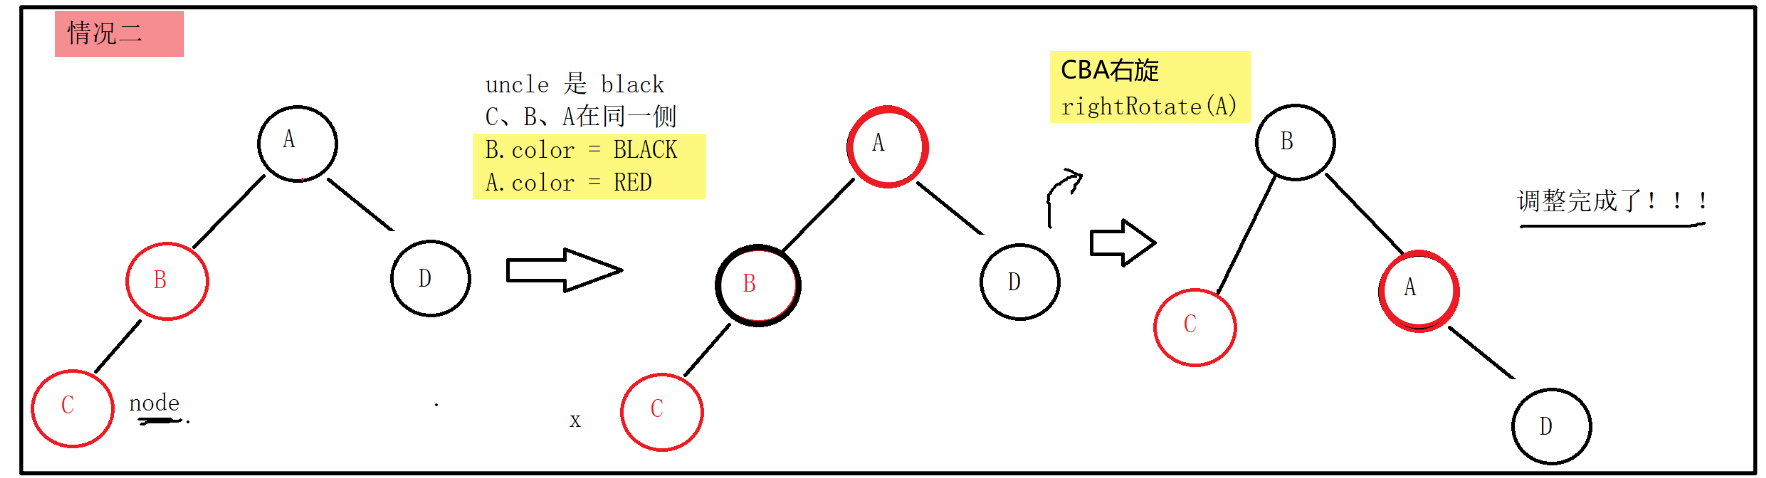 情况二
uncle 是 black
C、B、A在同一侧
B.color = BLACK
A.color = RED
CBA右旋
rightRotate(A)
调整完成了！！！
A
B
D
C
node
A
B
D
C
x
B
C
A
D